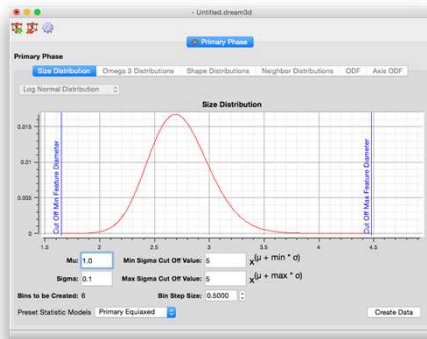 - Untitled.dream3d
Primary Phase
Primary Phase
Size Distribution Omega 3 Distributions Shape Distributions Neighbor Distributions ODF Axis ODF
Log Normal Distribution
Size Distribution
0.015
0.01
0.005
0
Cut Off Min Feature Diameter
Cut Off Max Feature Diameter
1.5 2 2.5 3 3.5 4 4.5
Mu: 1.0 Min Sigma Cut Off Value: 5 x(μ + min * σ)
Sigma: 0.1 Max Sigma Cut Off Value: 5 x(μ + max * σ)
Bins to be Created: 6 Bin Step Size: 0.5000
Preset Statistic Models Primary Equiaxed Create Data